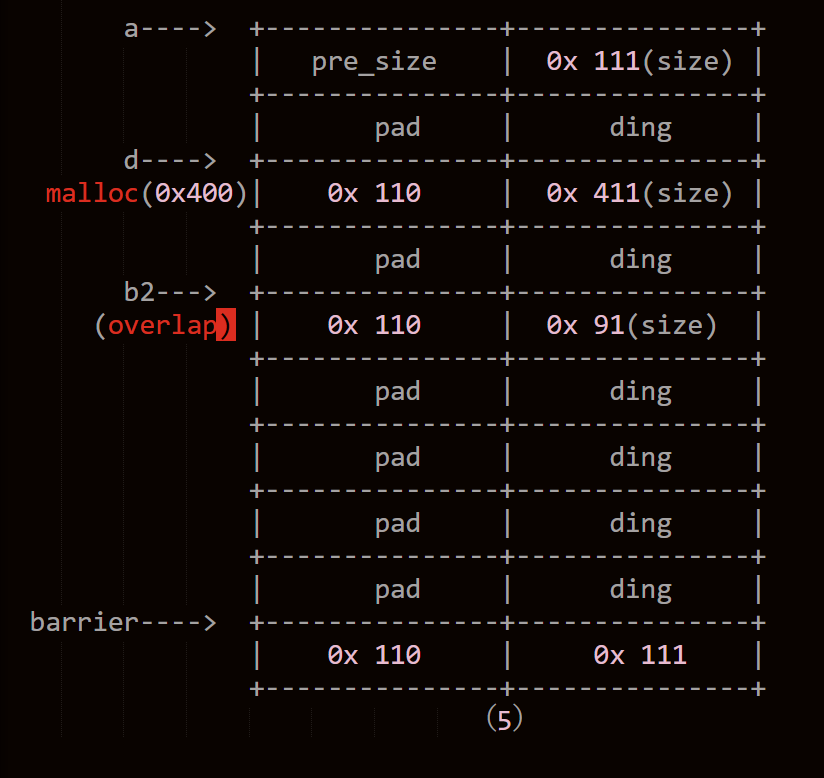 a----> +---------------+---------------+
| pre_size | 0x 111(size) |
+---------------+---------------+
| pad | ding |
d----> +---------------+---------------+
malloc(0x400)| 0x 110 | 0x 411(size) |
+---------------+---------------+
| pad | ding |
b2---> +---------------+---------------+
(overlap) | 0x 110 | 0x 91(size) |
+---------------+---------------+
| pad | ding |
+---------------+---------------+
| pad | ding |
+---------------+---------------+
| pad | ding |
+---------------+---------------+
| pad | ding |
barrier----> +---------------+---------------+
| 0x 110 | 0x 111 |
+---------------+---------------+
(5)